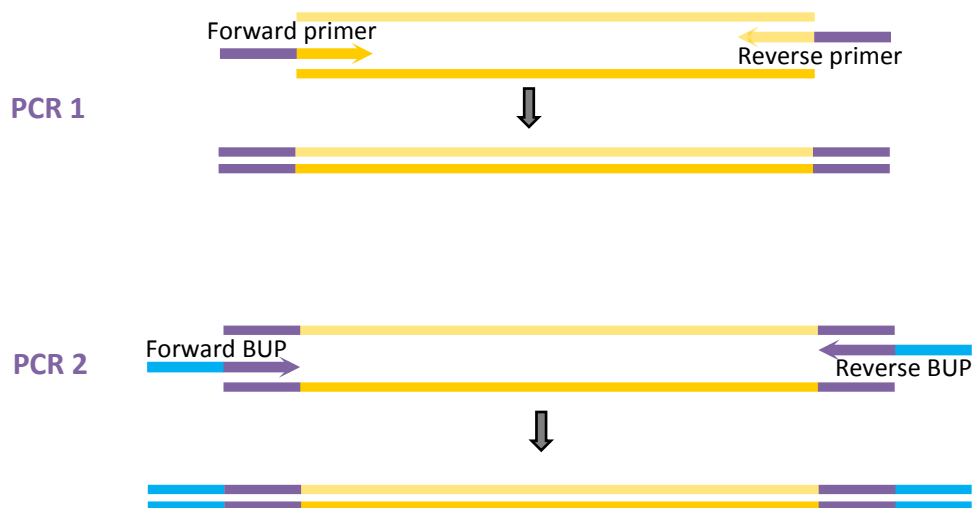 Forward primer
Reverse primer
PCR 1
Forward BUP
PCR 2
Reverse BUP